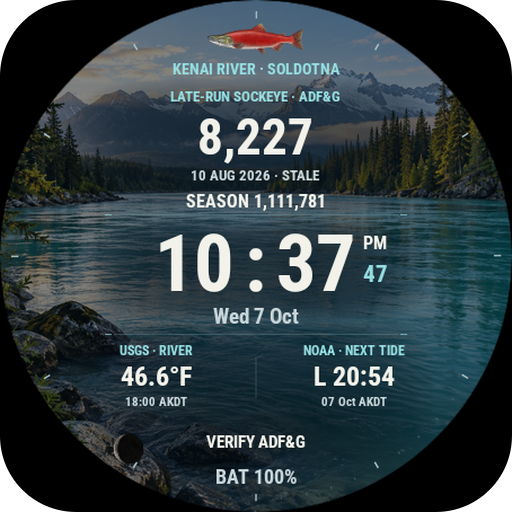 KENAI RIVER · SOLDOTNA
LATE-RUN SOCKEYE · ADF&G
8,227
10 AUG 2026 · STALE
SEASON 1,111,781
10:37 PM 47
Wed 7 Oct
USGS · RIVER NOAA · NEXT TIDE
46.6°F L 20:54
18:00 AKDT 07 Oct AKDT
VERIFY ADF&G
BAT 100%